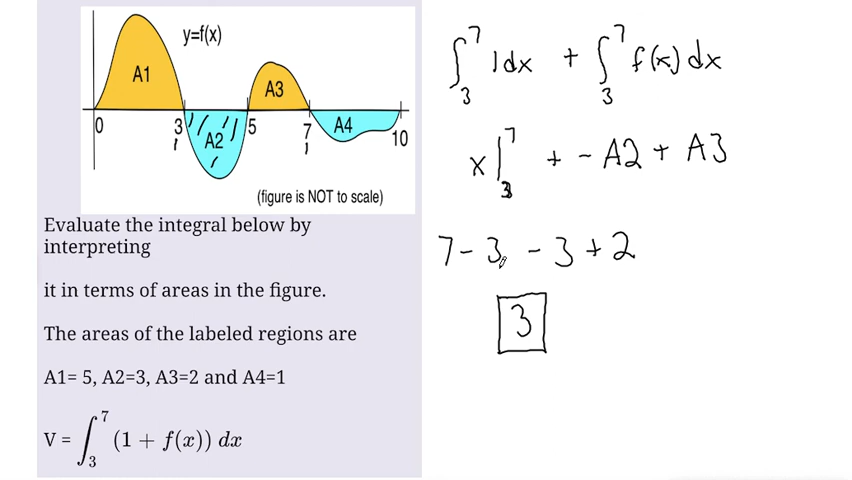 y=f(x)
A1
A3
0
3
A2
5
7
A4
10
(figure is NOT to scale)
Evaluate the integral below by
interpreting
it in terms of areas in the figure.
The areas of the labeled regions are
A1= 5, A2=3, A3=2 and A4=1
V = ∫₃⁷ (1 + f(x)) dx
∫₃⁷ 1dx + ∫₃⁷ f(x) dx
x|₃⁷ + - A2 + A3
7 - 3 - 3 + 2
3